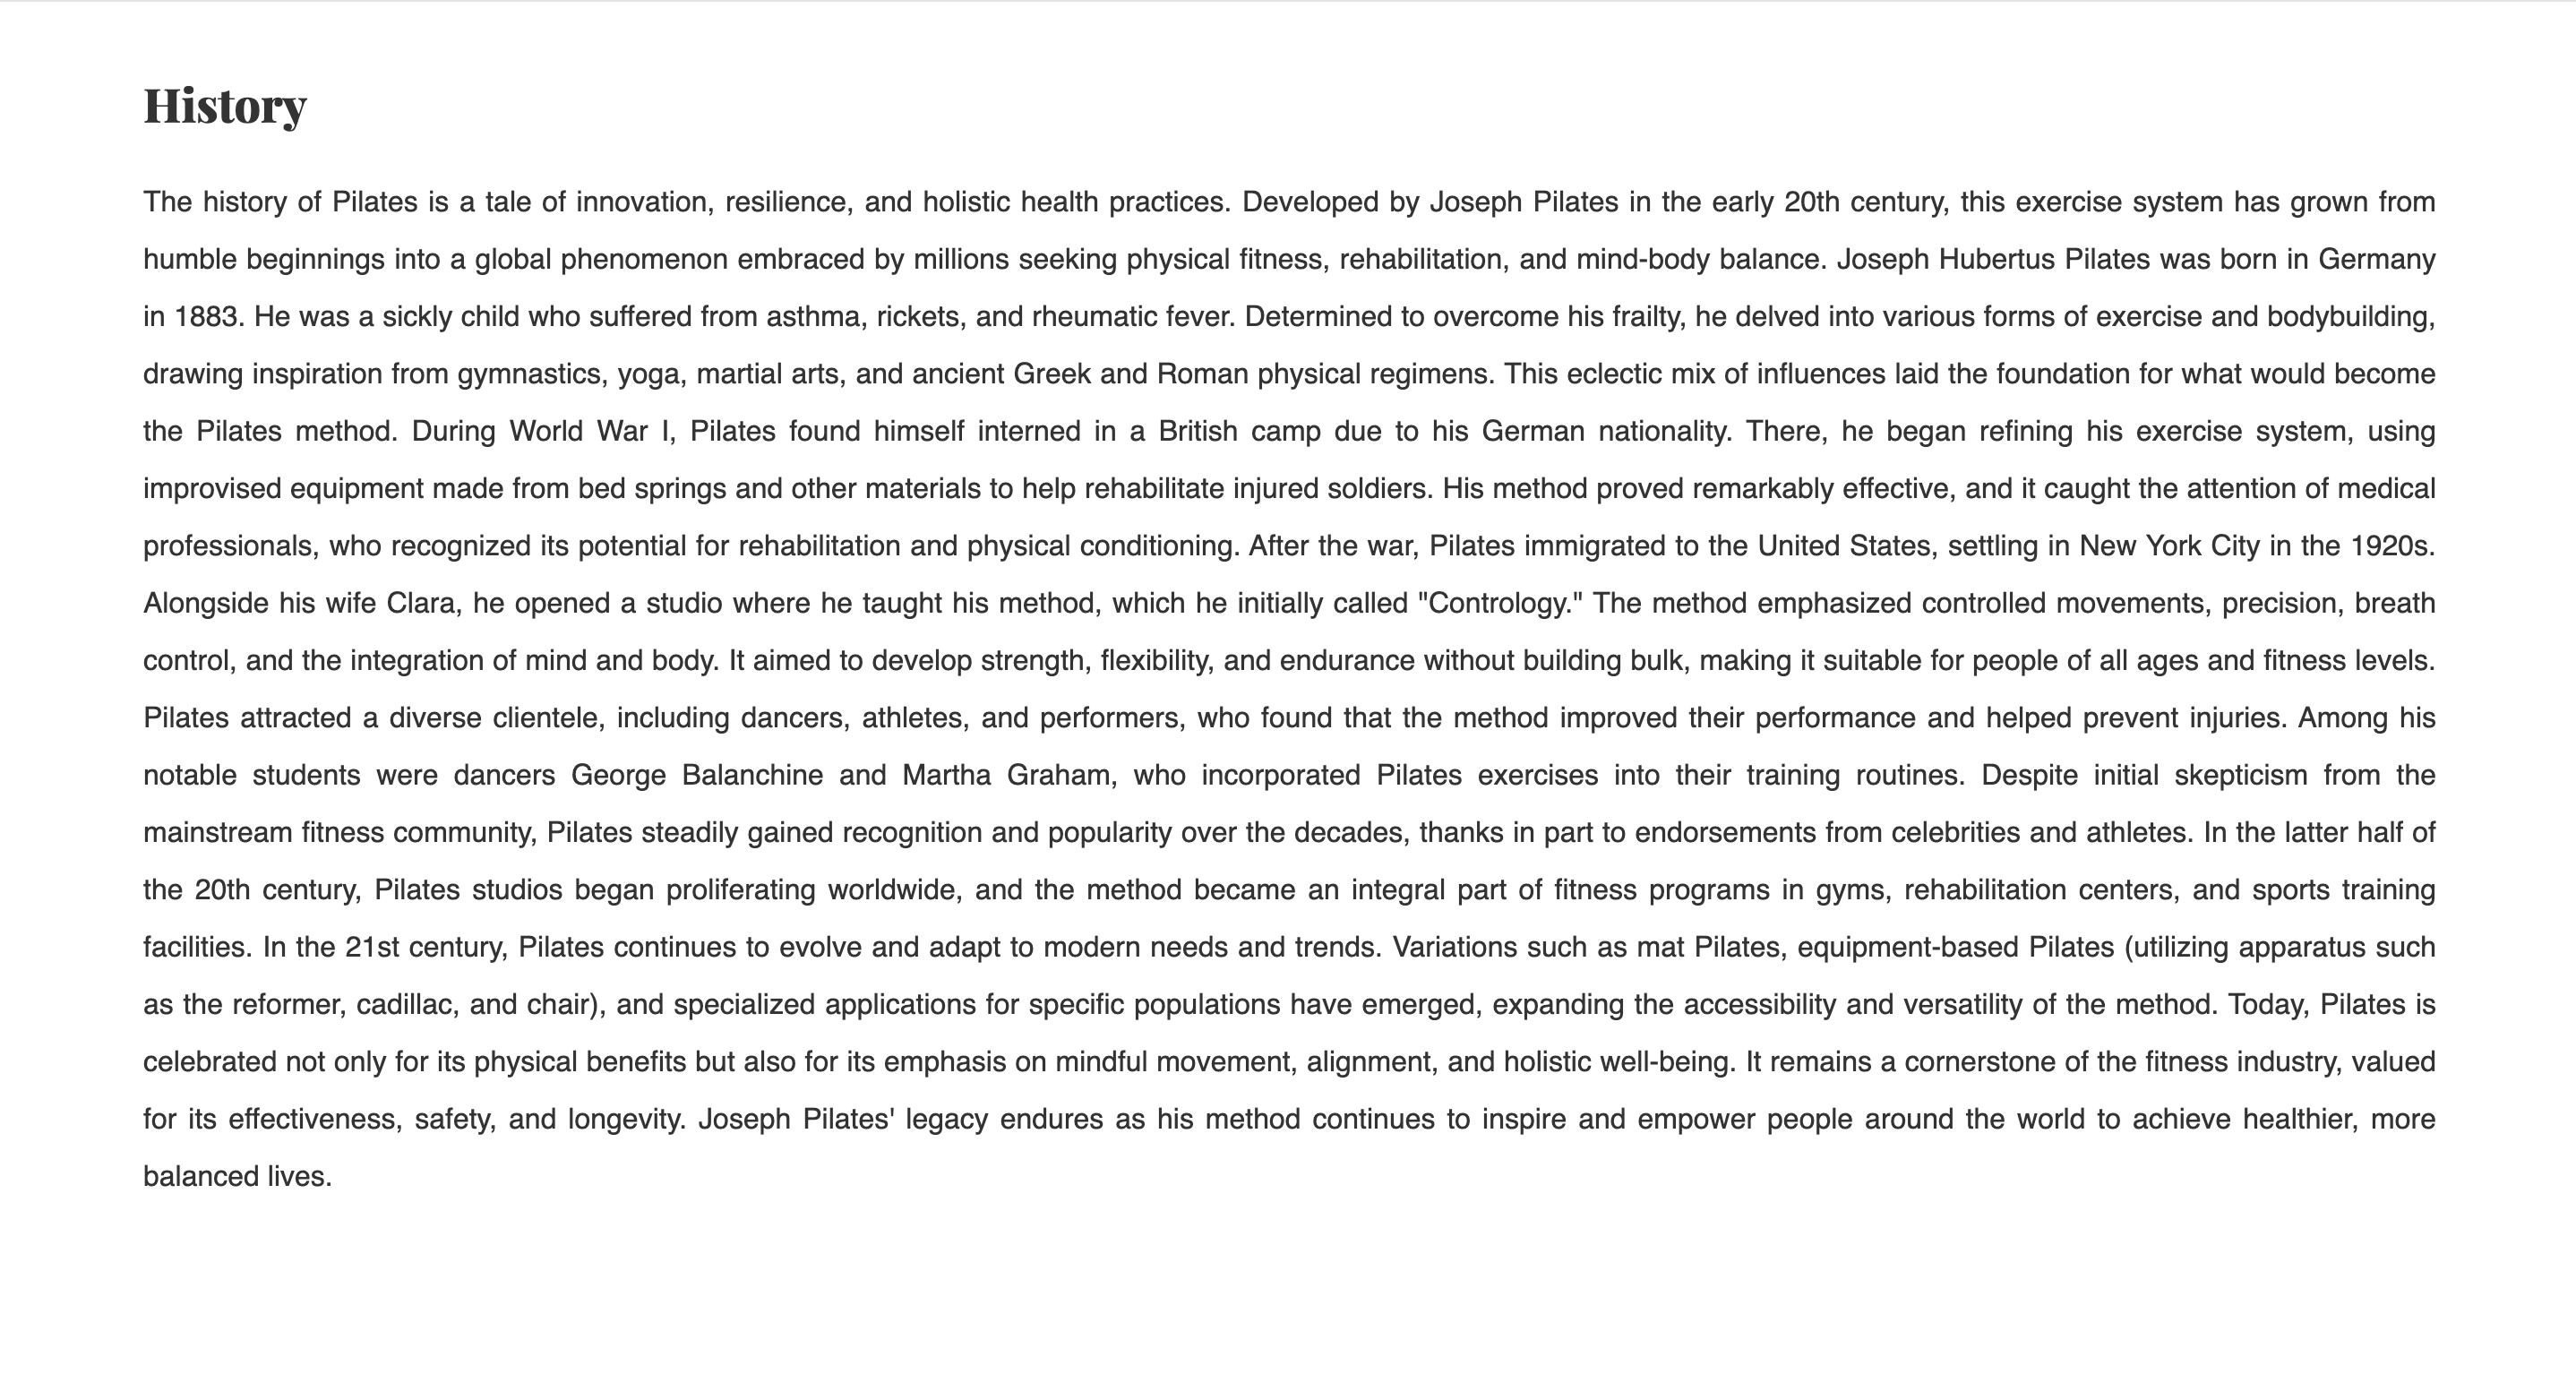 History
The history of Pilates is a tale of innovation, resilience, and holistic health practices. Developed by Joseph Pilates in the early 20th century, this exercise system has grown from
humble beginnings into a global phenomenon embraced by millions seeking physical fitness, rehabilitation, and mind-body balance. Joseph Hubertus Pilates was born in Germany
in 1883. He was a sickly child who suffered from asthma, rickets, and rheumatic fever. Determined to overcome his frailty, he delved into various forms of exercise and bodybuilding,
drawing inspiration from gymnastics, yoga, martial arts, and ancient Greek and Roman physical regimens. This eclectic mix of influences laid the foundation for what would become
the Pilates method. During World War I, Pilates found himself interned in a British camp due to his German nationality. There, he began refining his exercise system, using
improvised equipment made from bed springs and other materials to help rehabilitate injured soldiers. His method proved remarkably effective, and it caught the attention of medical
professionals, who recognized its potential for rehabilitation and physical conditioning. After the war, Pilates immigrated to the United States, settling in New York City in the 1920s.
Alongside his wife Clara, he opened a studio where he taught his method, which he initially called "Contrology." The method emphasized controlled movements, precision, breath
control, and the integration of mind and body. It aimed to develop strength, flexibility, and endurance without building bulk, making it suitable for people of all ages and fitness levels.
Pilates attracted a diverse clientele, including dancers, athletes, and performers, who found that the method improved their performance and helped prevent injuries. Among his
notable students were dancers George Balanchine and Martha Graham, who incorporated Pilates exercises into their training routines. Despite initial skepticism from the
mainstream fitness community, Pilates steadily gained recognition and popularity over the decades, thanks in part to endorsements from celebrities and athletes. In the latter half of
the 20th century, Pilates studios began proliferating worldwide, and the method became an integral part of fitness programs in gyms, rehabilitation centers, and sports training
facilities. In the 21st century, Pilates continues to evolve and adapt to modern needs and trends. Variations such as mat Pilates, equipment-based Pilates (utilizing apparatus such
as the reformer, cadillac, and chair), and specialized applications for specific populations have emerged, expanding the accessibility and versatility of the method. Today, Pilates is
celebrated not only for its physical benefits but also for its emphasis on mindful movement, alignment, and holistic well-being. It remains a cornerstone of the fitness industry, valued
for its effectiveness, safety, and longevity. Joseph Pilates' legacy endures as his method continues to inspire and empower people around the world to achieve healthier, more
balanced lives.